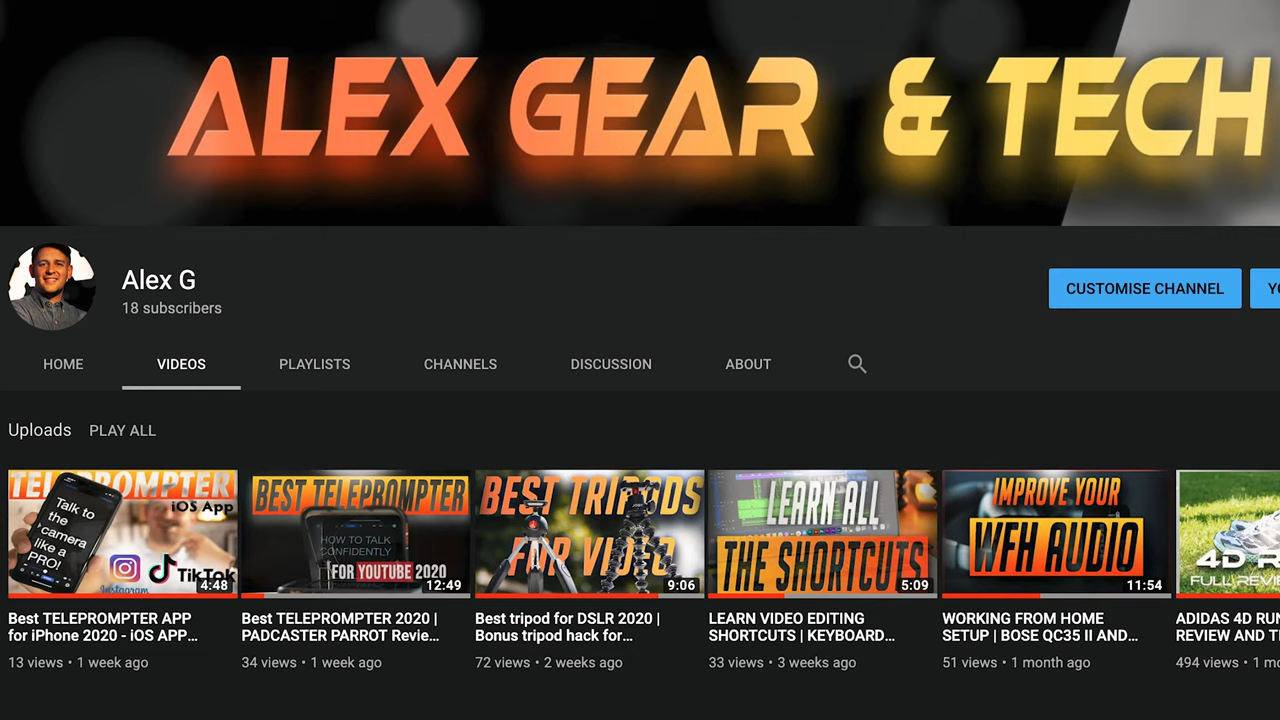 ALEX GEAR & TECH
Alex G
18 subscribers
CUSTOMISE CHANNEL
HOME
VIDEOS
PLAYLISTS
CHANNELS
DISCUSSION
ABOUT
Uploads
PLAY ALL
TELEPROMPTER
iOS App
Talk to
the
camera
like a
PRO!
Instagram
TikTok
4:48
BEST TELEPROMPTER
HOW TO TALK
CONFIDENTLY
FOR YOUTUBE 2020
12:49
BEST TRIPODS
FOR VIDEO
9:06
LEARN ALL
THE SHORTCUTS
5:09
IMPROVE YOUR
WFH AUDIO
11:54
4D R
FULL REVIE
Best TELEPROMPTER APP
for iPhone 2020 - iOS APP...
13 views • 1 week ago
Best TELEPROMPTER 2020 |
PADCASTER PARROT Revie...
34 views • 1 week ago
Best tripod for DSLR 2020 |
Bonus tripod hack for...
72 views • 2 weeks ago
LEARN VIDEO EDITING
SHORTCUTS | KEYBOARD...
33 views • 3 weeks ago
WORKING FROM HOME
SETUP | BOSE QC35 II AND...
51 views • 1 month ago
ADIDAS 4D RUN
REVIEW AND T
494 views • 1 mo